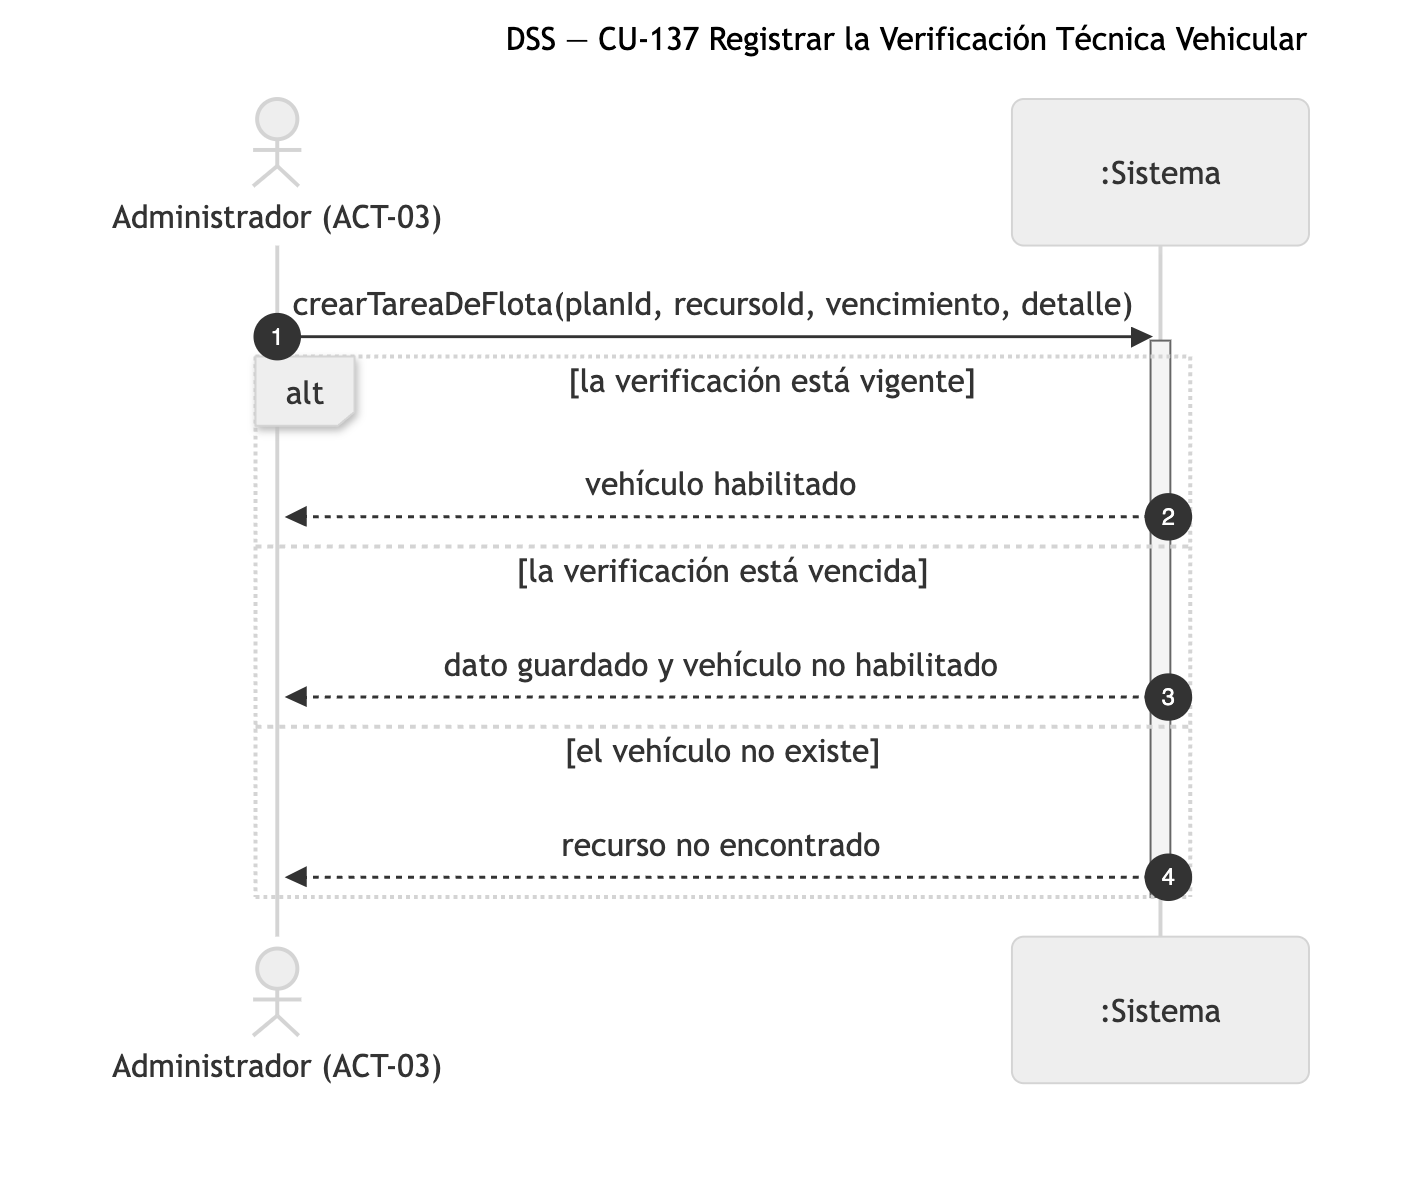 DSS — CU-137 Registrar la Verificación Técnica Vehicular
Administrador (ACT-03)
:Sistema
crearTareaDeFlota(planId, recursoId, vencimiento, detalle)
1
alt
[la verificación está vigente]
vehículo habilitado
2
[la verificación está vencida]
dato guardado y vehículo no habilitado
3
[el vehículo no existe]
recurso no encontrado
4
Administrador (ACT-03)
:Sistema